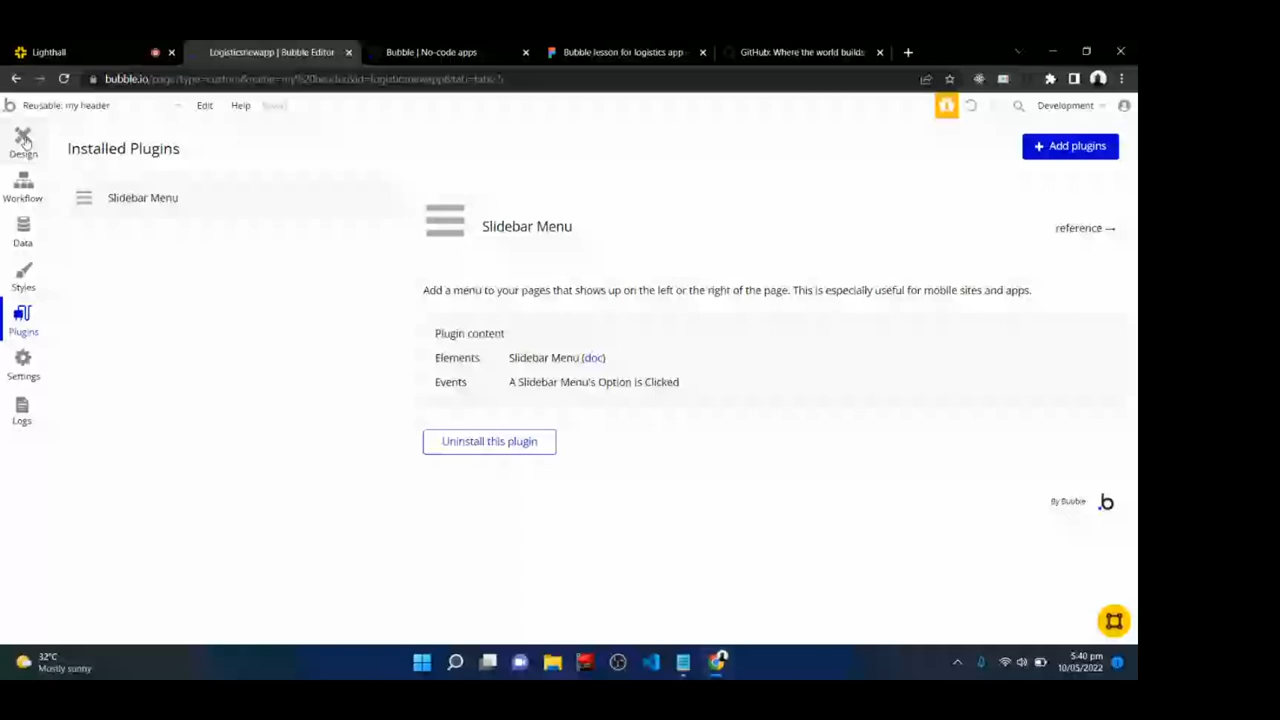 Lighthall
Logisticsnewapp | Bubble Editor
Bubble | No-code apps
Bubble lesson for logistics app
GitHub: Where the world builds
bubble.io
Reusable: my header
Edit
Help
Development
Design
Installed Plugins
+ Add plugins
Workflow
Slidebar Menu
Slidebar Menu
reference →
Data
Styles
Add a menu to your pages that shows up on the left or the right of the page. This is especially useful for mobile sites and apps.
Plugins
Plugin content
Elements Slidebar Menu (doc)
Settings
Events A Slidebar Menu's Option is Clicked
Logs
Uninstall this plugin
By Bubble
.b
32°C
Mostly sunny
5:40 pm
10/05/2022